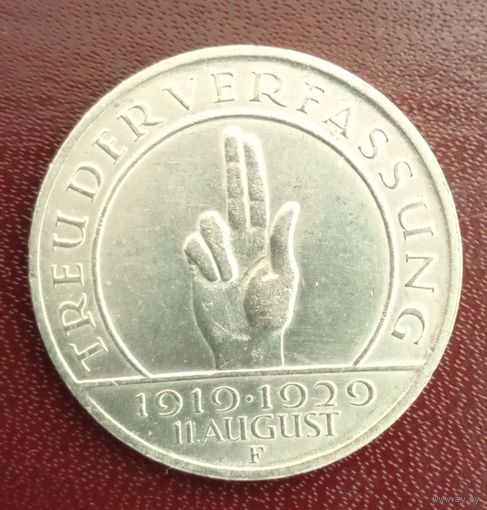 TREU DER VERFASSUNG
1919·1929
11.AUGUST
F